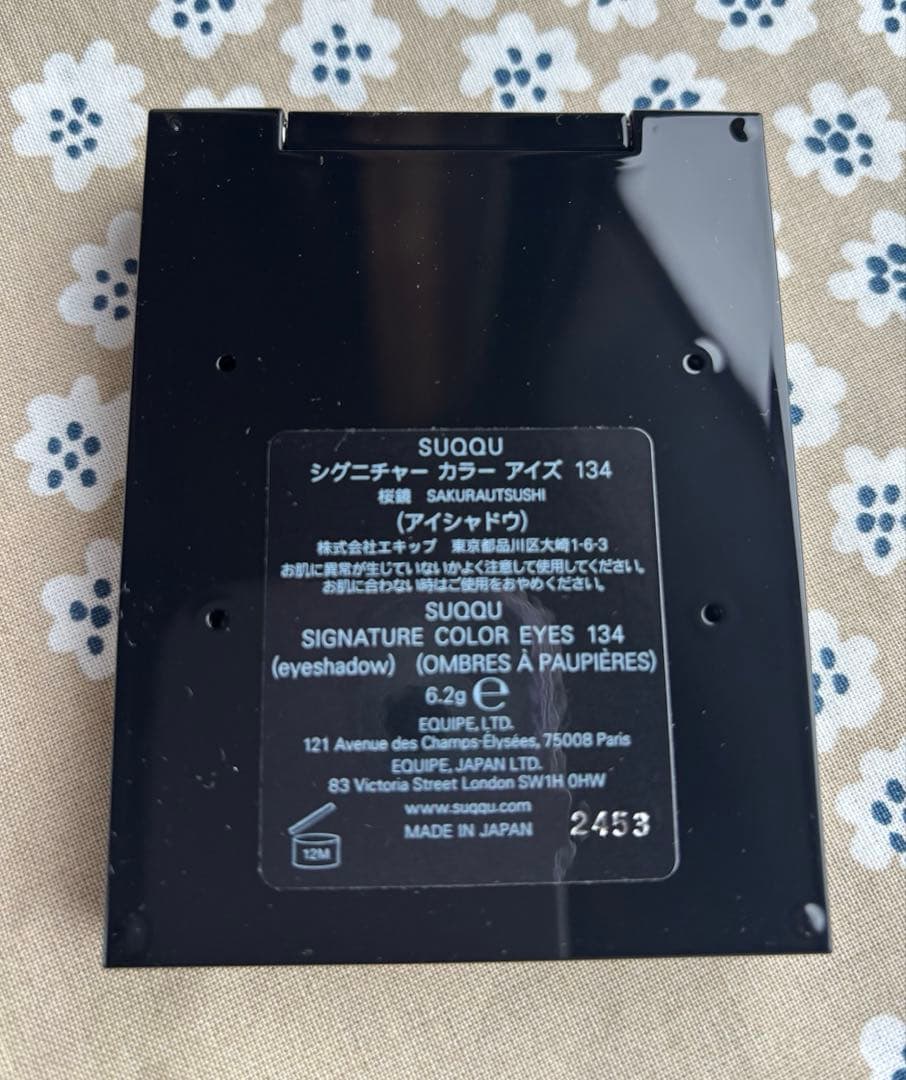 SUQQU
シグニチャー カラー アイズ 134
桜鏡 SAKURAUTSUSHI
(アイシャドウ)
株式会社エキップ 東京都品川区大崎1-6-3
お肌に異常が生じていないかよく注意して使用してください。
お肌に合わない時はご使用をおやめください。
SUQQU
SIGNATURE COLOR EYES 134
(eyeshadow) (OMBRES À PAUPIÈRES)
6.2g ℮
EQUIPE, LTD.
121 Avenue des Champs-Élysées, 75008 Paris
EQUIPE, JAPAN LTD.
83 Victoria Street London SW1H 0HW
www.suqqu.com
MADE IN JAPAN 2453
12M